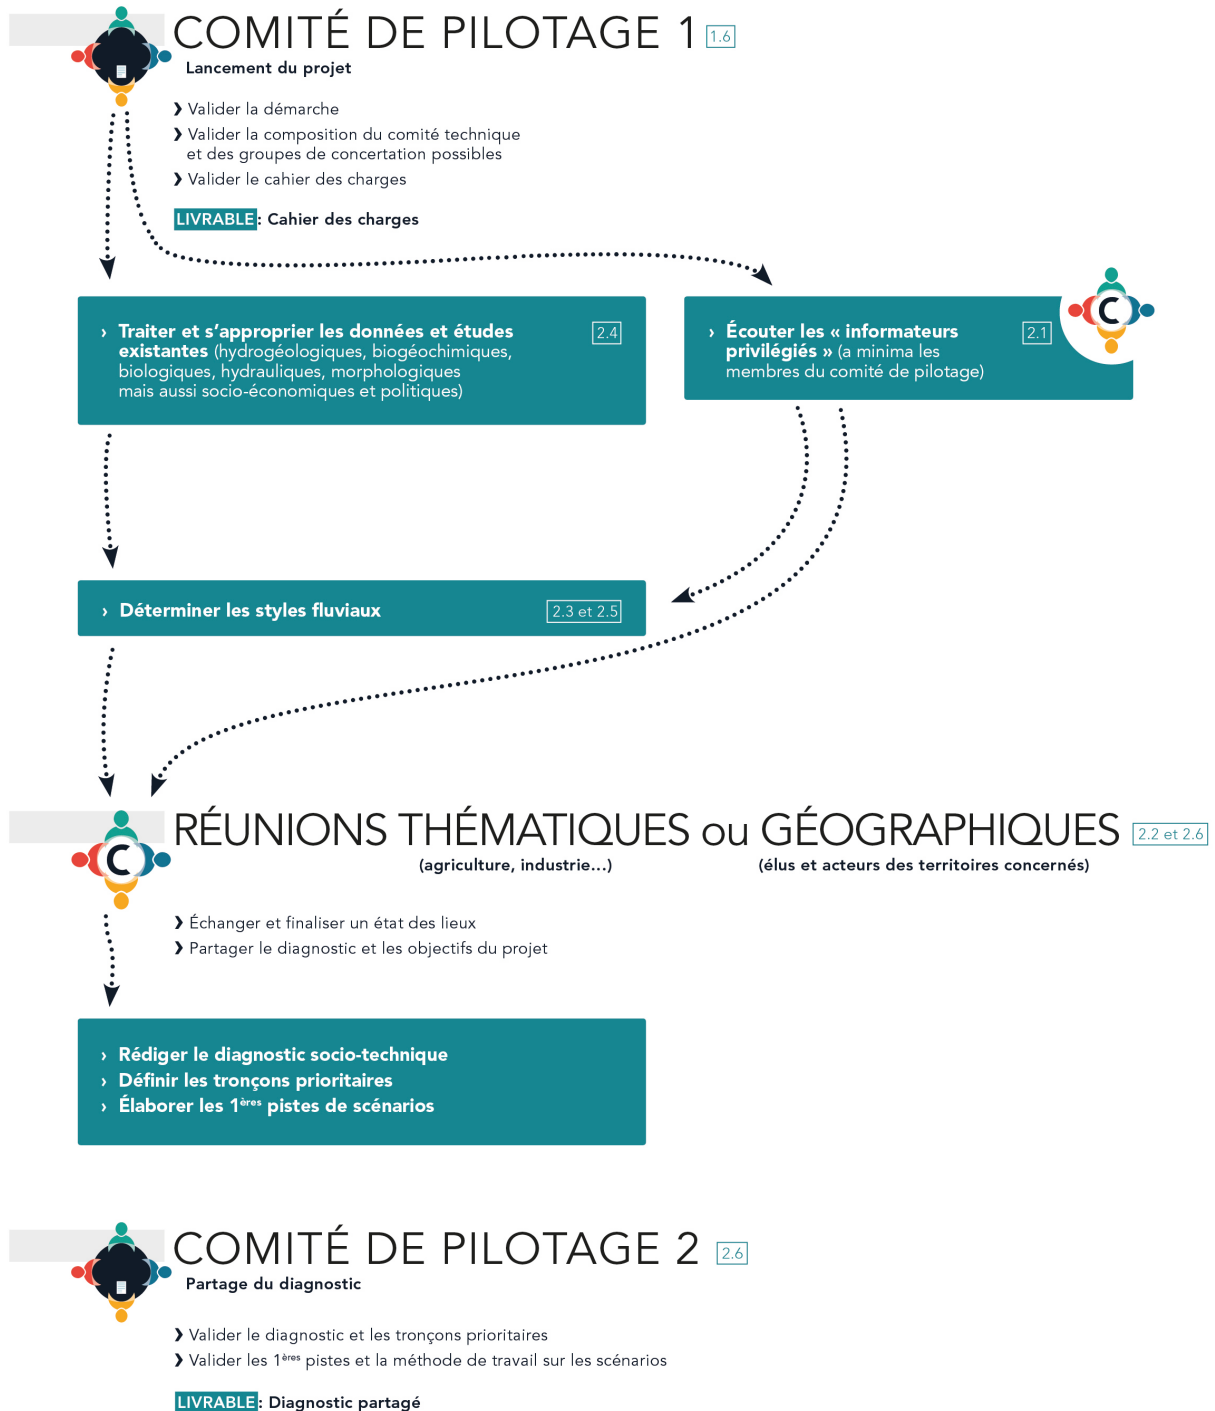 COMITÉ DE PILOTAGE 1 1.6
Lancement du projet
❯ Valider la démarche
❯ Valider la composition du comité technique
et des groupes de concertation possibles
❯ Valider le cahier des charges
LIVRABLE : Cahier des charges
› Traiter et s’approprier les données et études 2.4
existantes (hydrogéologiques, biogéochimiques,
biologiques, hydrauliques, morphologiques
mais aussi socio-économiques et politiques)
› Écouter les « informateurs 2.1
privilégiés » (a minima les
membres du comité de pilotage)
C
› Déterminer les styles fluviaux 2.3 et 2.5
C
RÉUNIONS THÉMATIQUES ou GÉOGRAPHIQUES 2.2 et 2.6
(agriculture, industrie…) (élus et acteurs des territoires concernés)
❯ Échanger et finaliser un état des lieux
❯ Partager le diagnostic et les objectifs du projet
› Rédiger le diagnostic socio-technique
› Définir les tronçons prioritaires
› Élaborer les 1ères pistes de scénarios
COMITÉ DE PILOTAGE 2 2.6
Partage du diagnostic
❯ Valider le diagnostic et les tronçons prioritaires
❯ Valider les 1ères pistes et la méthode de travail sur les scénarios
LIVRABLE : Diagnostic partagé